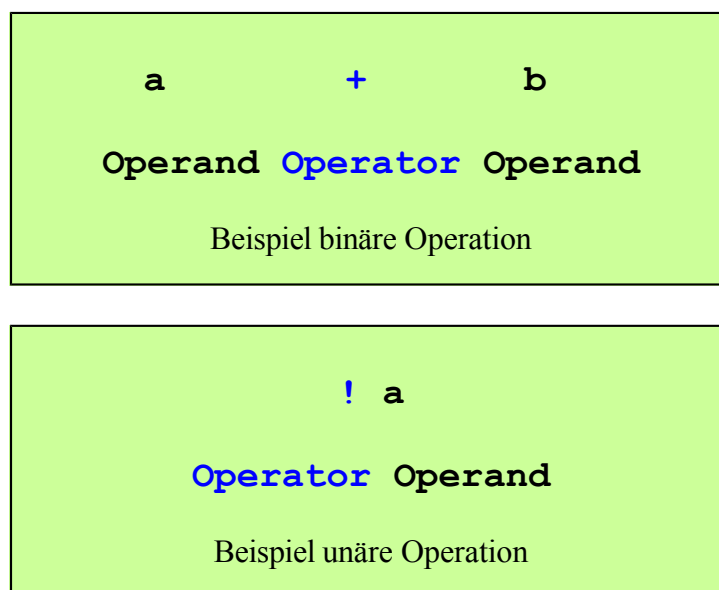 a + b
Operand Operator Operand
Beispiel binäre Operation
! a
Operator Operand
Beispiel unäre Operation